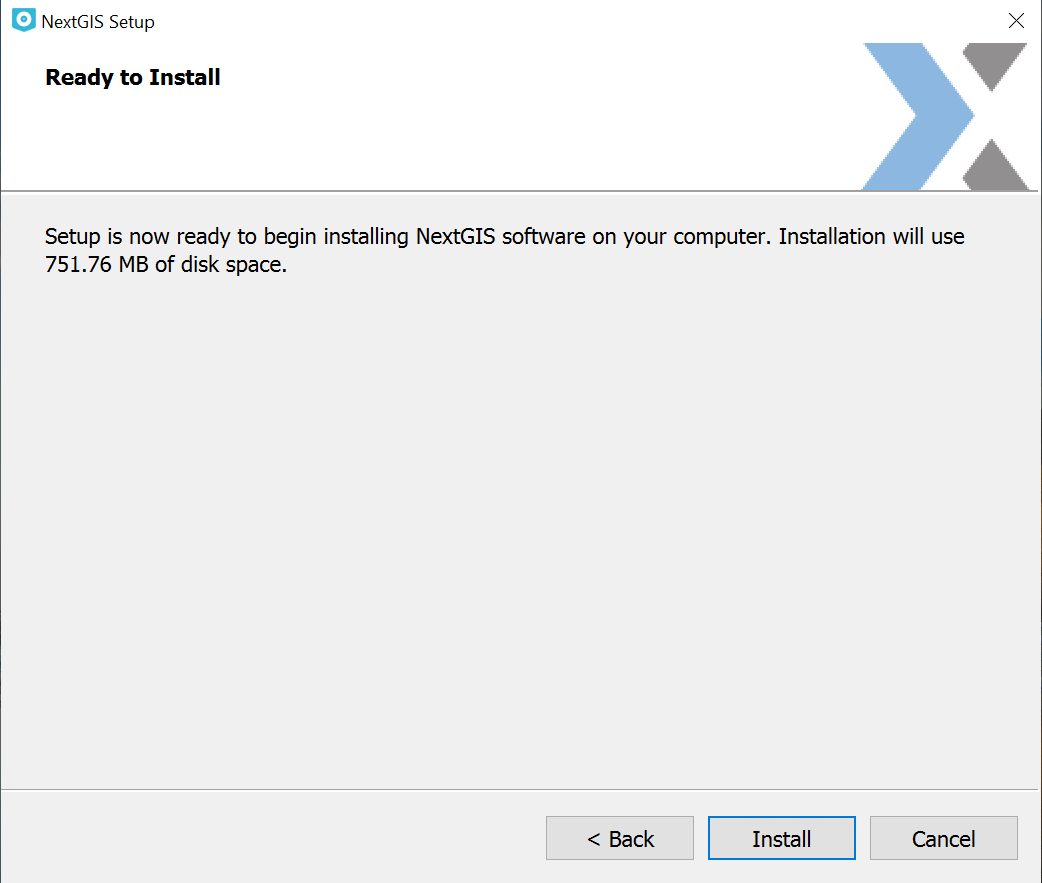 NextGIS Setup
Ready to Install
Setup is now ready to begin installing NextGIS software on your computer. Installation will use
751.76 MB of disk space.
< Back
Install
Cancel